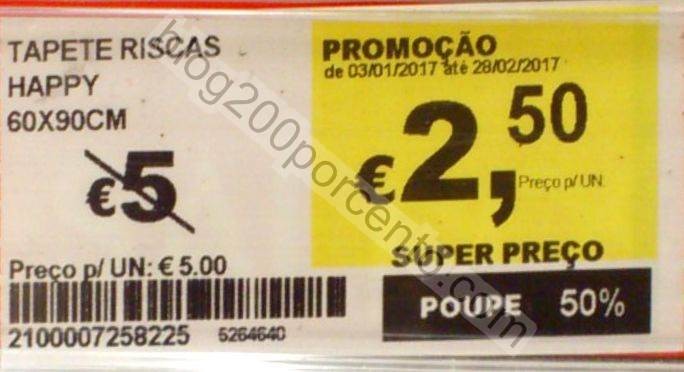 TAPETE RISCAS
HAPPY
60X90CM
€5
Preço p/ UN: € 5.00
2100007258225 5264640
PROMOÇÃO
de 03/01/2017 até 28/02/2017
€2,50
Preço p/ UN:
SUPER PREÇO
POUPE 50%
blog200porcento.com